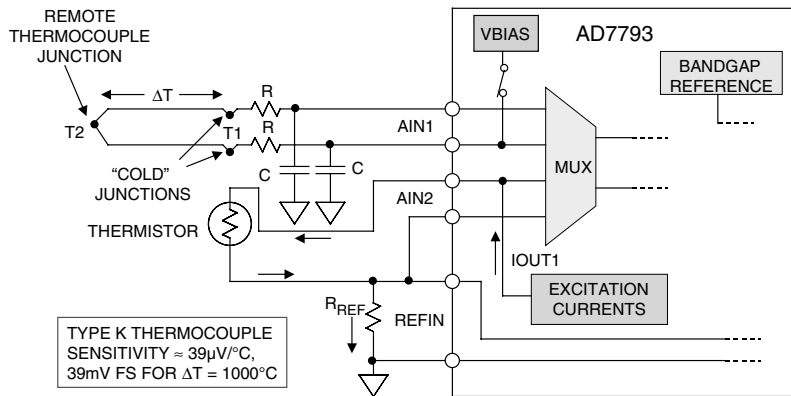 REMOTE
THERMOCOUPLE
JUNCTION
VBIAS
AD7793
BANDGAP
REFERENCE
ΔT
R
T2
T1
R
AIN1
"COLD"
JUNCTIONS
C
C
MUX
AIN2
THERMISTOR
IOUT1
EXCITATION
CURRENTS
RREF
REFIN
TYPE K THERMOCOUPLE
SENSITIVITY ≈ 39µV/°C,
39mV FS FOR ΔT = 1000°C